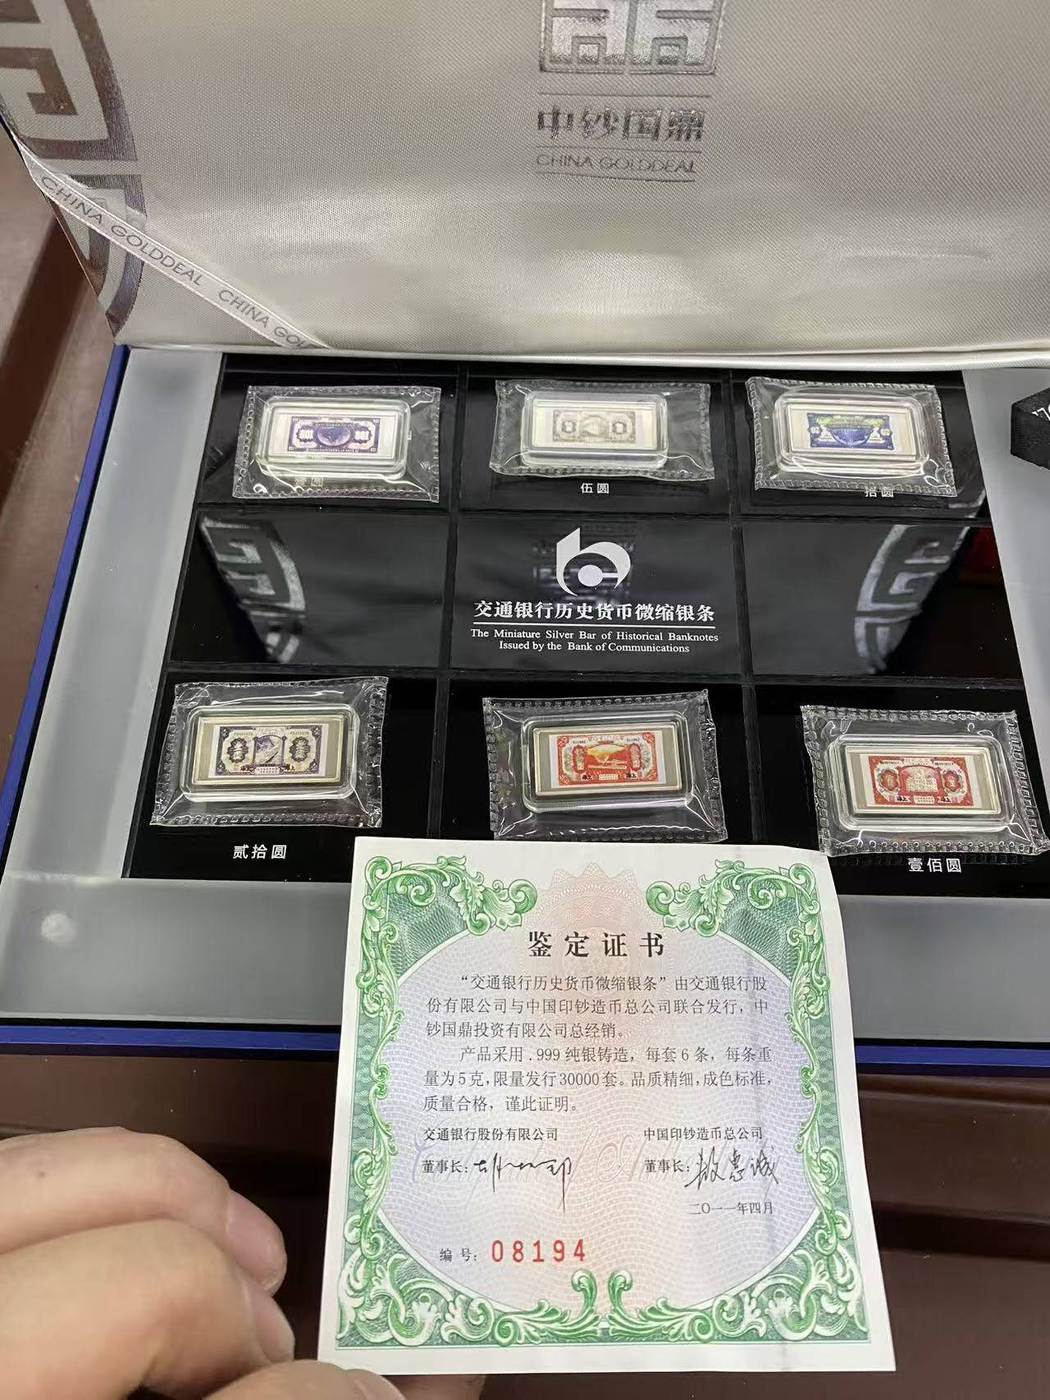 中钞国鼎
CHINA GOLDDEAL
CHINA GOLDDEAL CHINA GOL
伍圆
拾圆
交通银行历史货币微缩银条
The Miniature Silver Bar of Historical Banknotes
Issued by the Bank of Communications
贰拾圆
壹佰圆
鉴定证书
“交通银行历史货币微缩银条”由交通银行股
份有限公司与中国印钞造币总公司联合发行，中
钞国鼎投资有限公司总经销。
产品采用.999纯银铸造，每套6条，每条重
量为5克，限量发行30000套。品质精细，成色标准，
质量合格，谨此证明。
交通银行股份有限公司 中国印钞造币总公司
董事长： 董事长：
二〇一一年四月
编号：08194